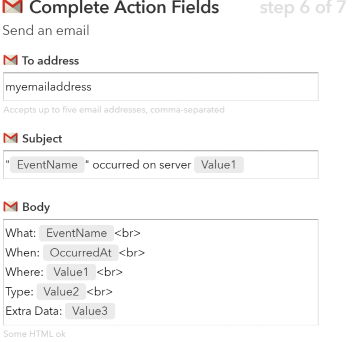 Complete Action Fields step 6 of 7
Send an email
To address
myemailaddress
Accepts up to five email addresses, comma-separated
Subject
" EventName " occurred on server Value1
Body
What: EventName <br>
When: OccurredAt <br>
Where: Value1 <br>
Type: Value2 <br>
Extra Data: Value3
Some HTML ok